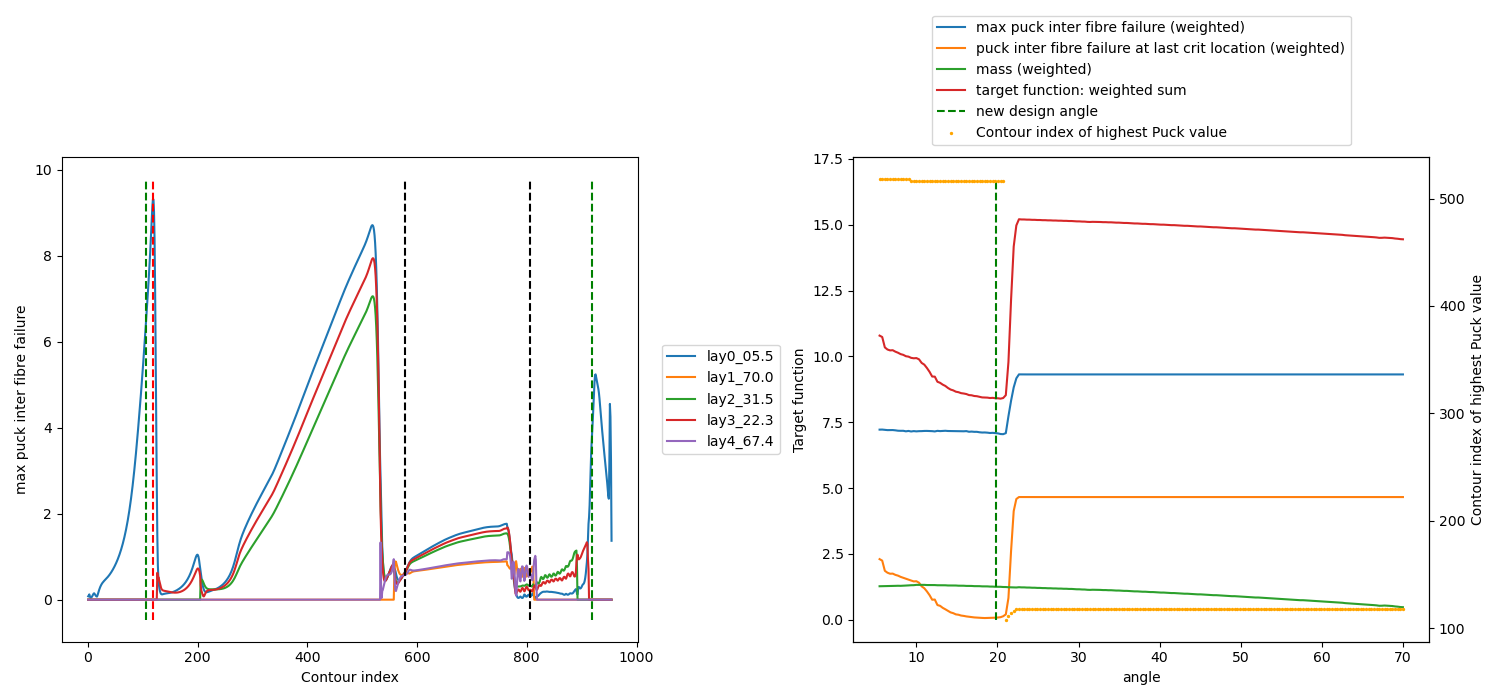 max puck inter fibre failure (weighted)
puck inter fibre failure at last crit location (weighted)
mass (weighted)
target function: weighted sum
new design angle
Contour index of highest Puck value
max puck inter fibre failure
10
8
6
4
2
0
0
200
400
600
800
1000
Contour index
lay0_05.5
lay1_70.0
lay2_31.5
lay3_22.3
lay4_67.4
Target function
17.5
15.0
12.5
10.0
7.5
5.0
2.5
0.0
10
20
30
40
50
60
70
angle
500
400
300
200
100
Contour index of highest Puck value